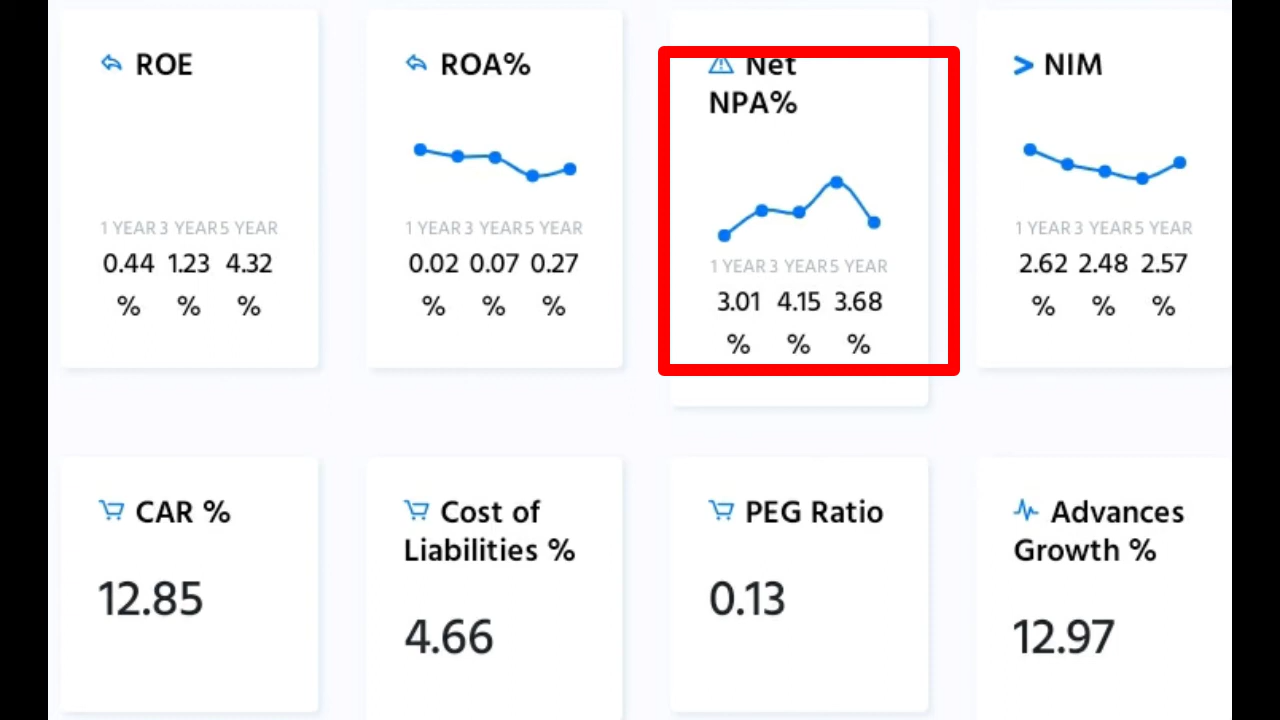 ROE
1 YEAR 3 YEAR 5 YEAR
0.44 1.23 4.32
% % %
ROA%
1 YEAR 3 YEAR 5 YEAR
0.02 0.07 0.27
% % %
Net
NPA%
1 YEAR 3 YEAR 5 YEAR
3.01 4.15 3.68
% % %
NIM
1 YEAR 3 YEAR 5 YEAR
2.62 2.48 2.57
% % %
CAR %
12.85
Cost of
Liabilities %
4.66
PEG Ratio
0.13
Advances
Growth %
12.97